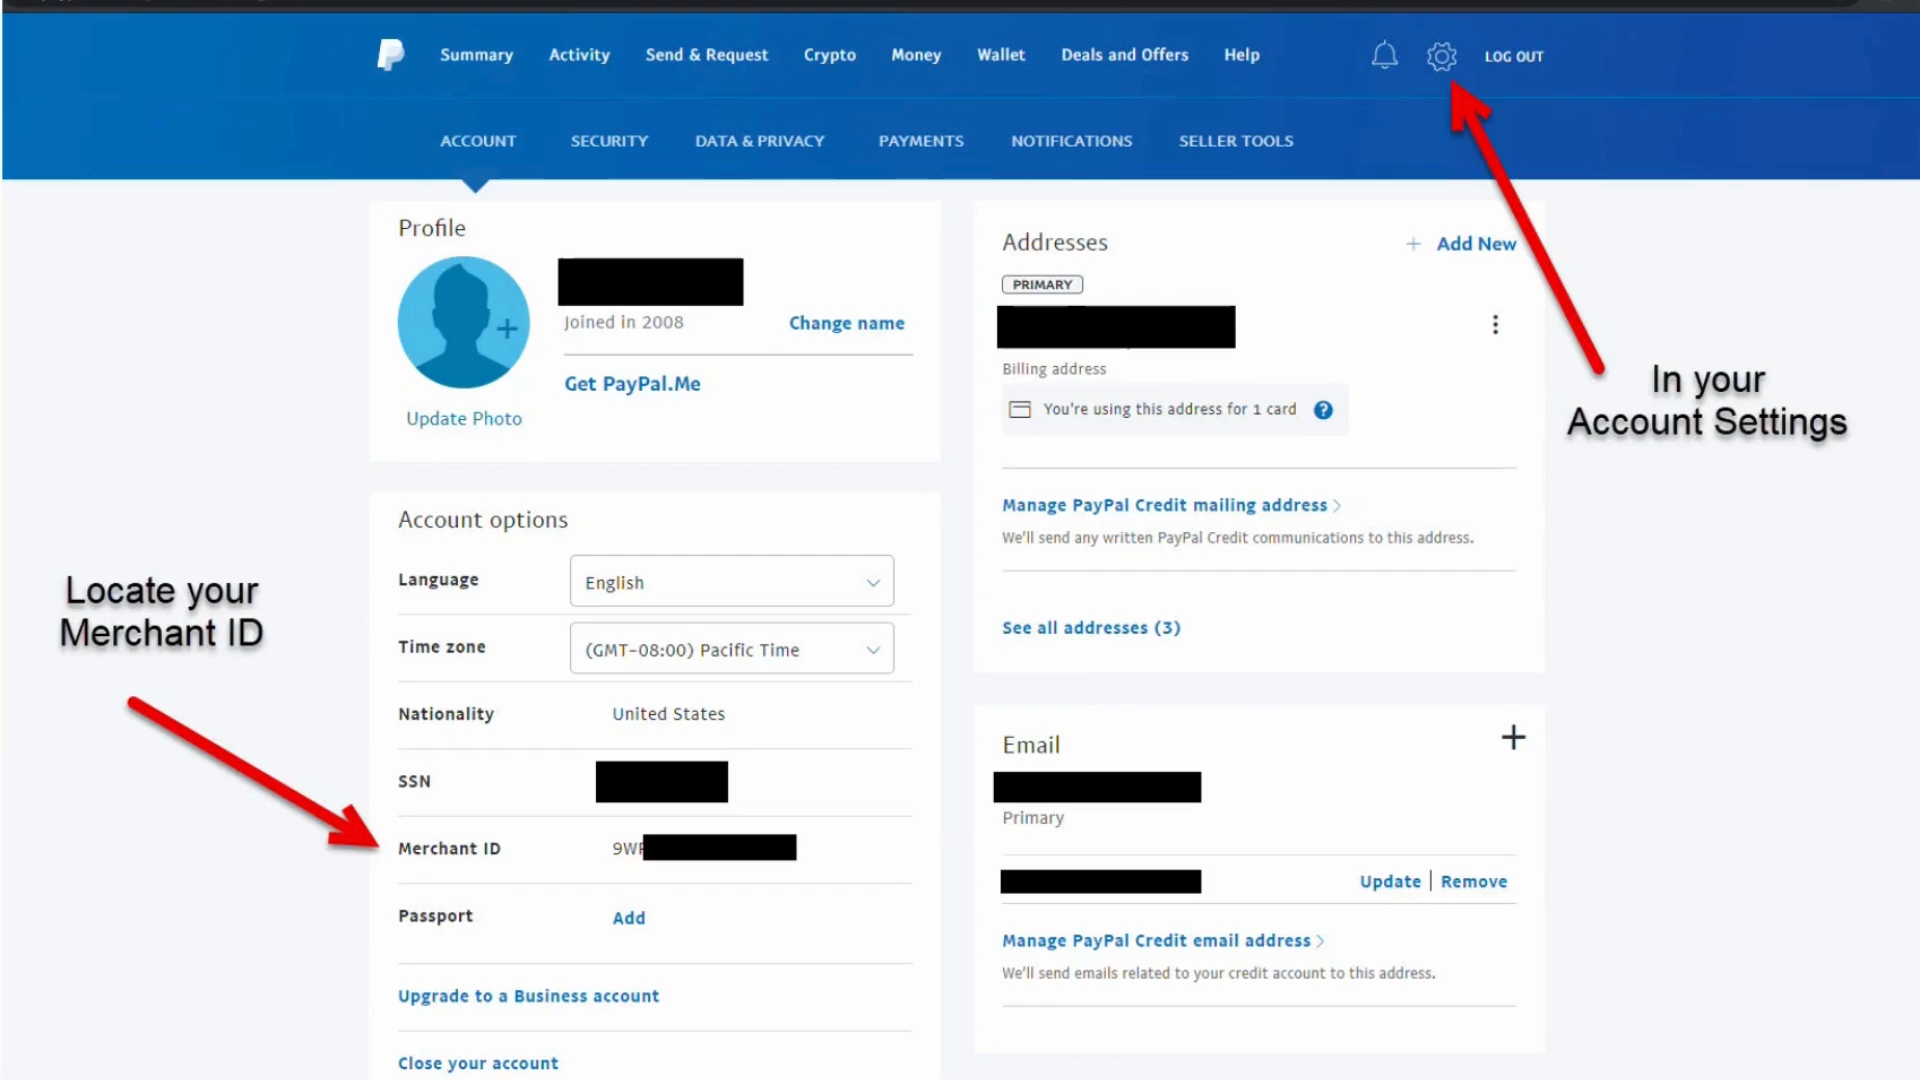 Summary Activity Send & Request Crypto Money Wallet Deals and Offers Help LOG OUT
ACCOUNT SECURITY DATA & PRIVACY PAYMENTS NOTIFICATIONS SELLER TOOLS
Profile
Joined in 2008 Change name
Get PayPal.Me
Update Photo
Account options
Language English
Time zone (GMT-08:00) Pacific Time
Nationality United States
SSN
Merchant ID 9W
Passport Add
Upgrade to a Business account
Close your account
Addresses + Add New
PRIMARY
Billing address
You're using this address for 1 card ?
Manage PayPal Credit mailing address >
We'll send any written PayPal Credit communications to this address.
See all addresses (3)
Email +
Primary
Update | Remove
Manage PayPal Credit email address >
We'll send emails related to your credit account to this address.
In your
Account Settings
Locate your
Merchant ID